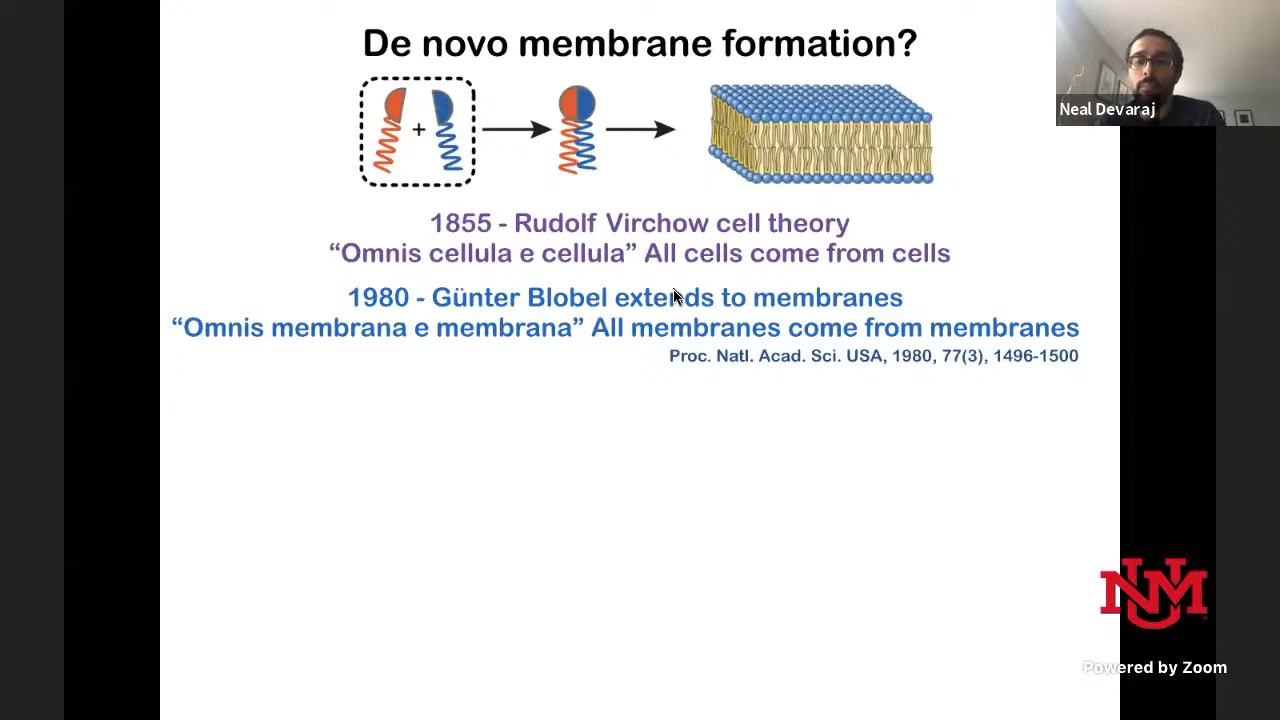 De novo membrane formation?
+
1855 - Rudolf Virchow cell theory
“Omnis cellula e cellula” All cells come from cells
1980 - Günter Blobel extends to membranes
“Omnis membrana e membrana” All membranes come from membranes
Proc. Natl. Acad. Sci. USA, 1980, 77(3), 1496-1500
Neal Devaraj
UNM
Powered by Zoom